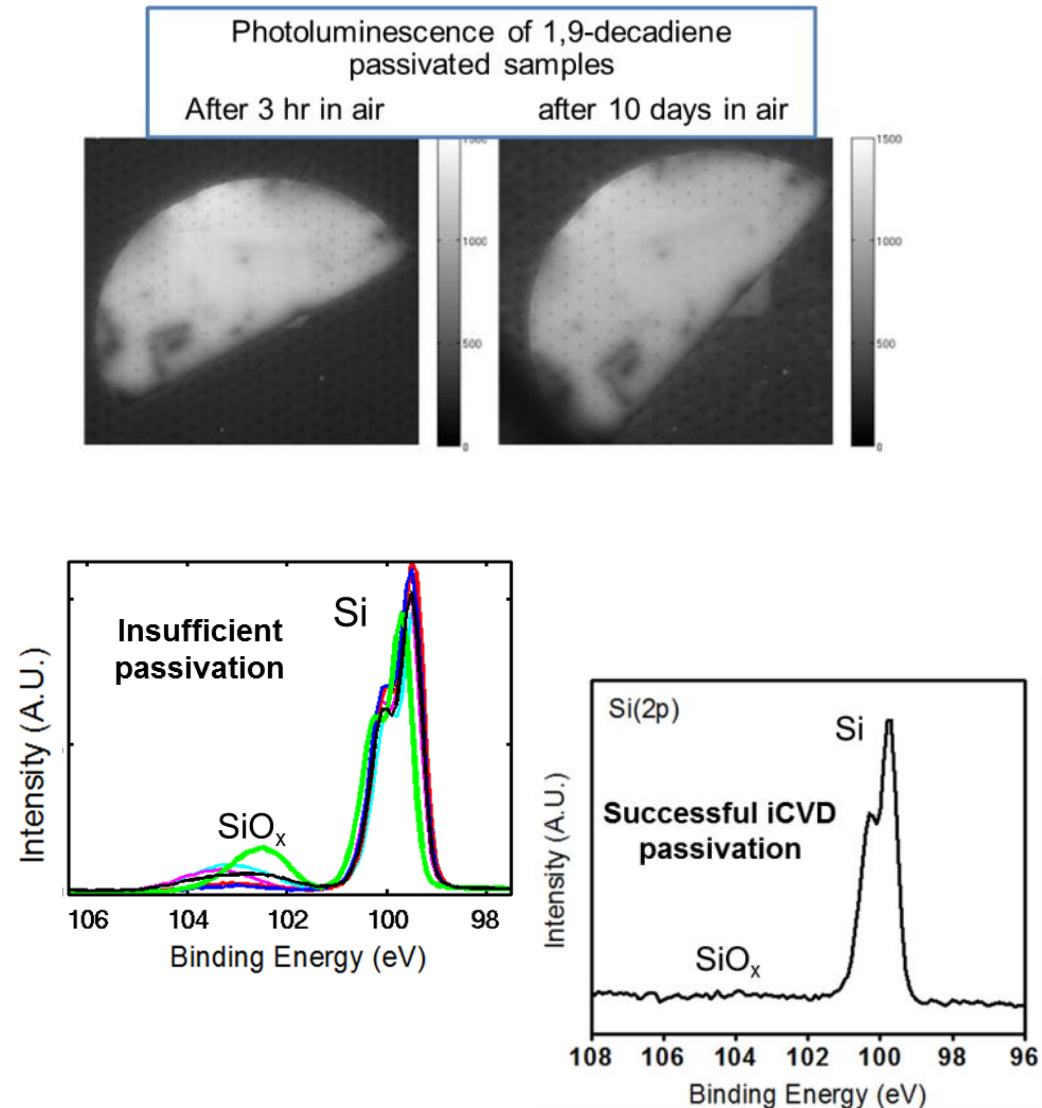 Photoluminescence of 1,9-decadiene
passivated samples
After 3 hr in air
after 10 days in air
1000
500
0
1500
1000
500
0
Insufficient
passivation
Si
SiOx
Intensity (A.U.)
106
104
102
100
98
Binding Energy (eV)
Si(2p)
Si
Successful iCVD
passivation
SiOx
Intensity (A.U.)
108
106
104
102
100
98
96
Binding Energy (eV)